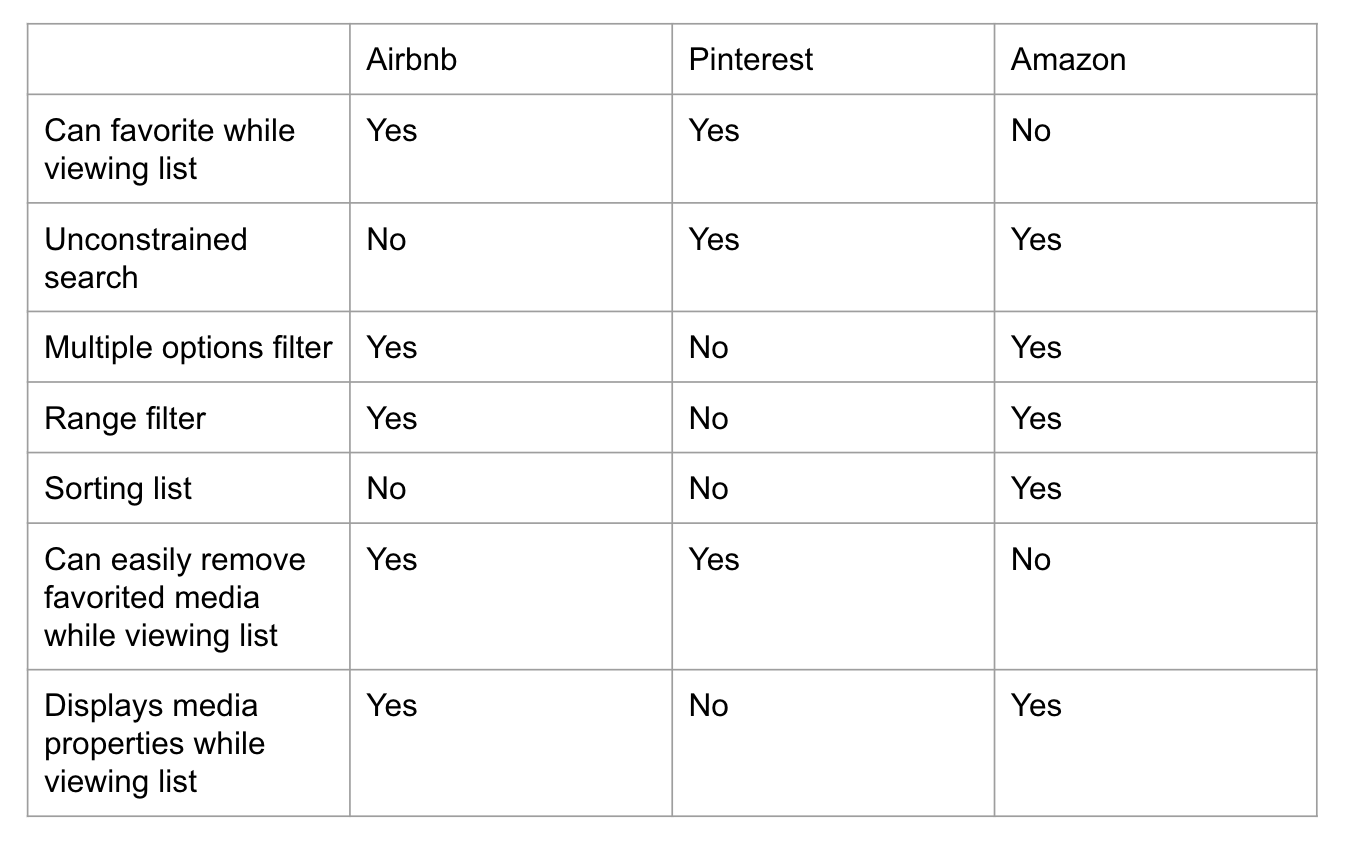 Airbnb Pinterest Amazon
Can favorite while Yes Yes No
viewing list
Unconstrained No Yes Yes
search
Multiple options filter Yes No Yes
Range filter Yes No Yes
Sorting list No No Yes
Can easily remove Yes Yes No
favorited media
while viewing list
Displays media Yes No Yes
properties while
viewing list